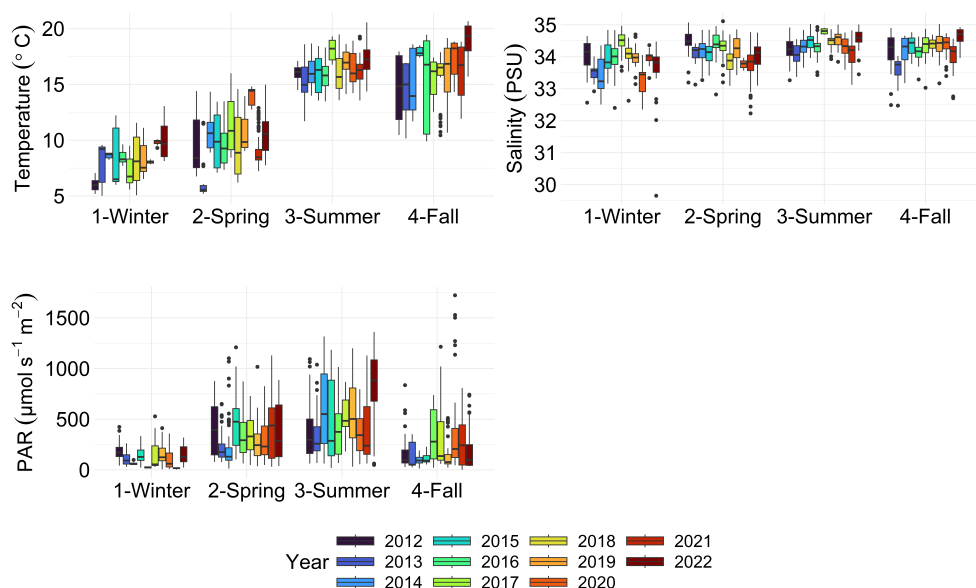 Temperature (° C)
20
15
10
5
1-Winter 2-Spring 3-Summer 4-Fall
Salinity (PSU)
35
34
33
32
31
30
1-Winter 2-Spring 3-Summer 4-Fall
PAR (μmol s⁻¹ m⁻²)
1500
1000
500
0
1-Winter 2-Spring 3-Summer 4-Fall
Year
2012 2015 2018 2021
2013 2016 2019 2022
2014 2017 2020